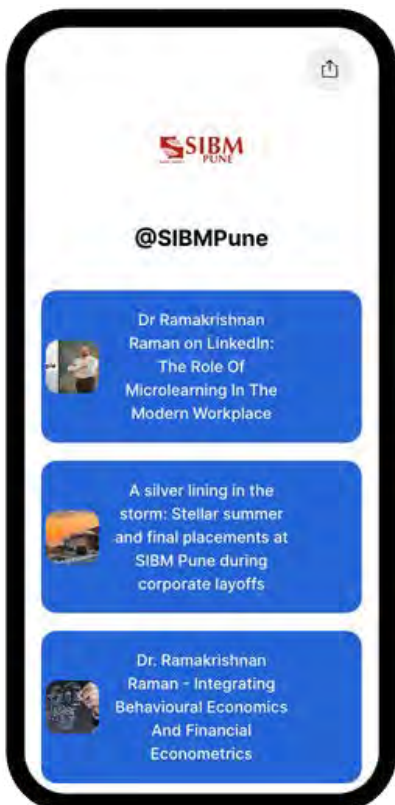 SIBM
PUNE
@SIBMPune
Dr Ramakrishnan
Raman on LinkedIn:
The Role Of
Microlearning In The
Modern Workplace
A silver lining in the
storm: Stellar summer
and final placements at
SIBM Pune during
corporate layoffs
Dr. Ramakrishnan
Raman - Integrating
Behavioural Economics
And Financial
Econometrics